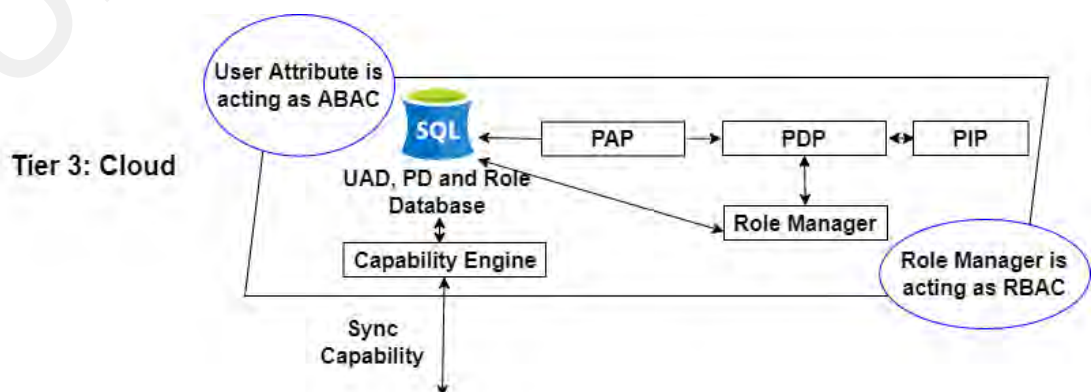 User Attribute is
acting as ABAC
Tier 3: Cloud
SQL
PAP
PDP
PIP
UAD, PD and Role
Database
Role Manager
Capability Engine
Role Manager is
acting as RBAC
Sync
Capability